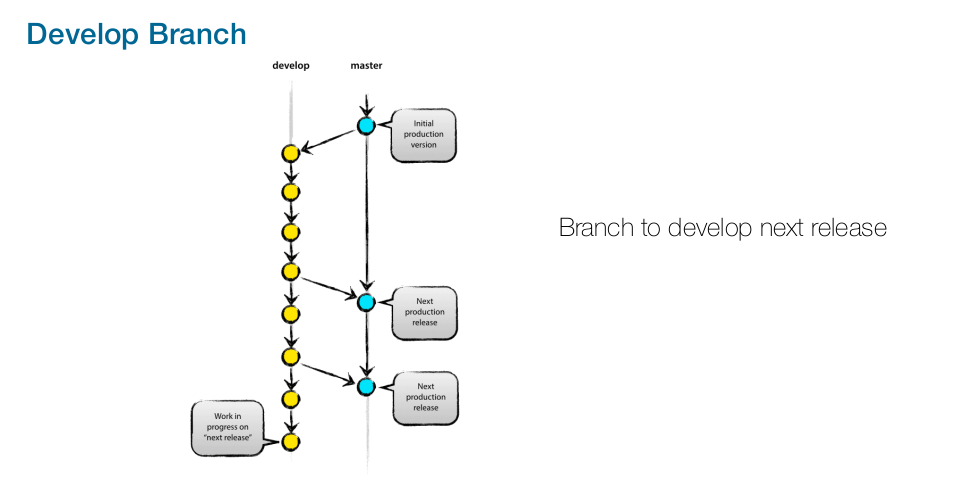 Develop Branch
develop
master
Initial
production
version
Branch to develop next release
Next
production
release
Next
production
release
Work in
progress on
"next release"